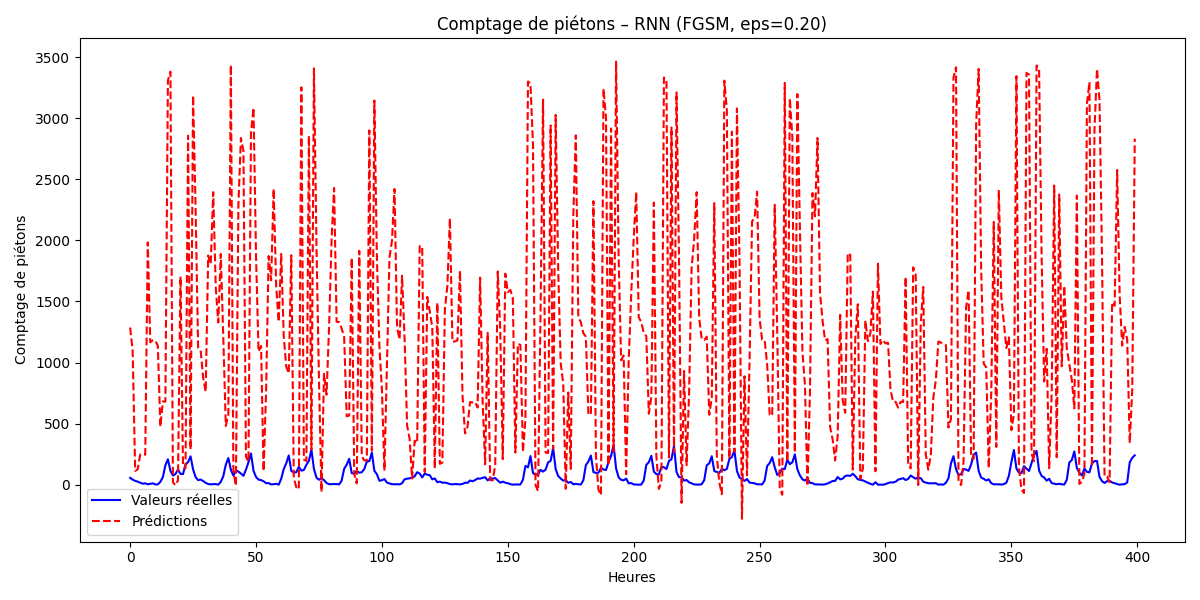 Comptage de piétons – RNN (FGSM, eps=0.20)
Comptage de piétons
3500
3000
2500
2000
1500
1000
500
0
Valeurs réelles
Prédictions
0 50 100 150 200 250 300 350 400
Heures